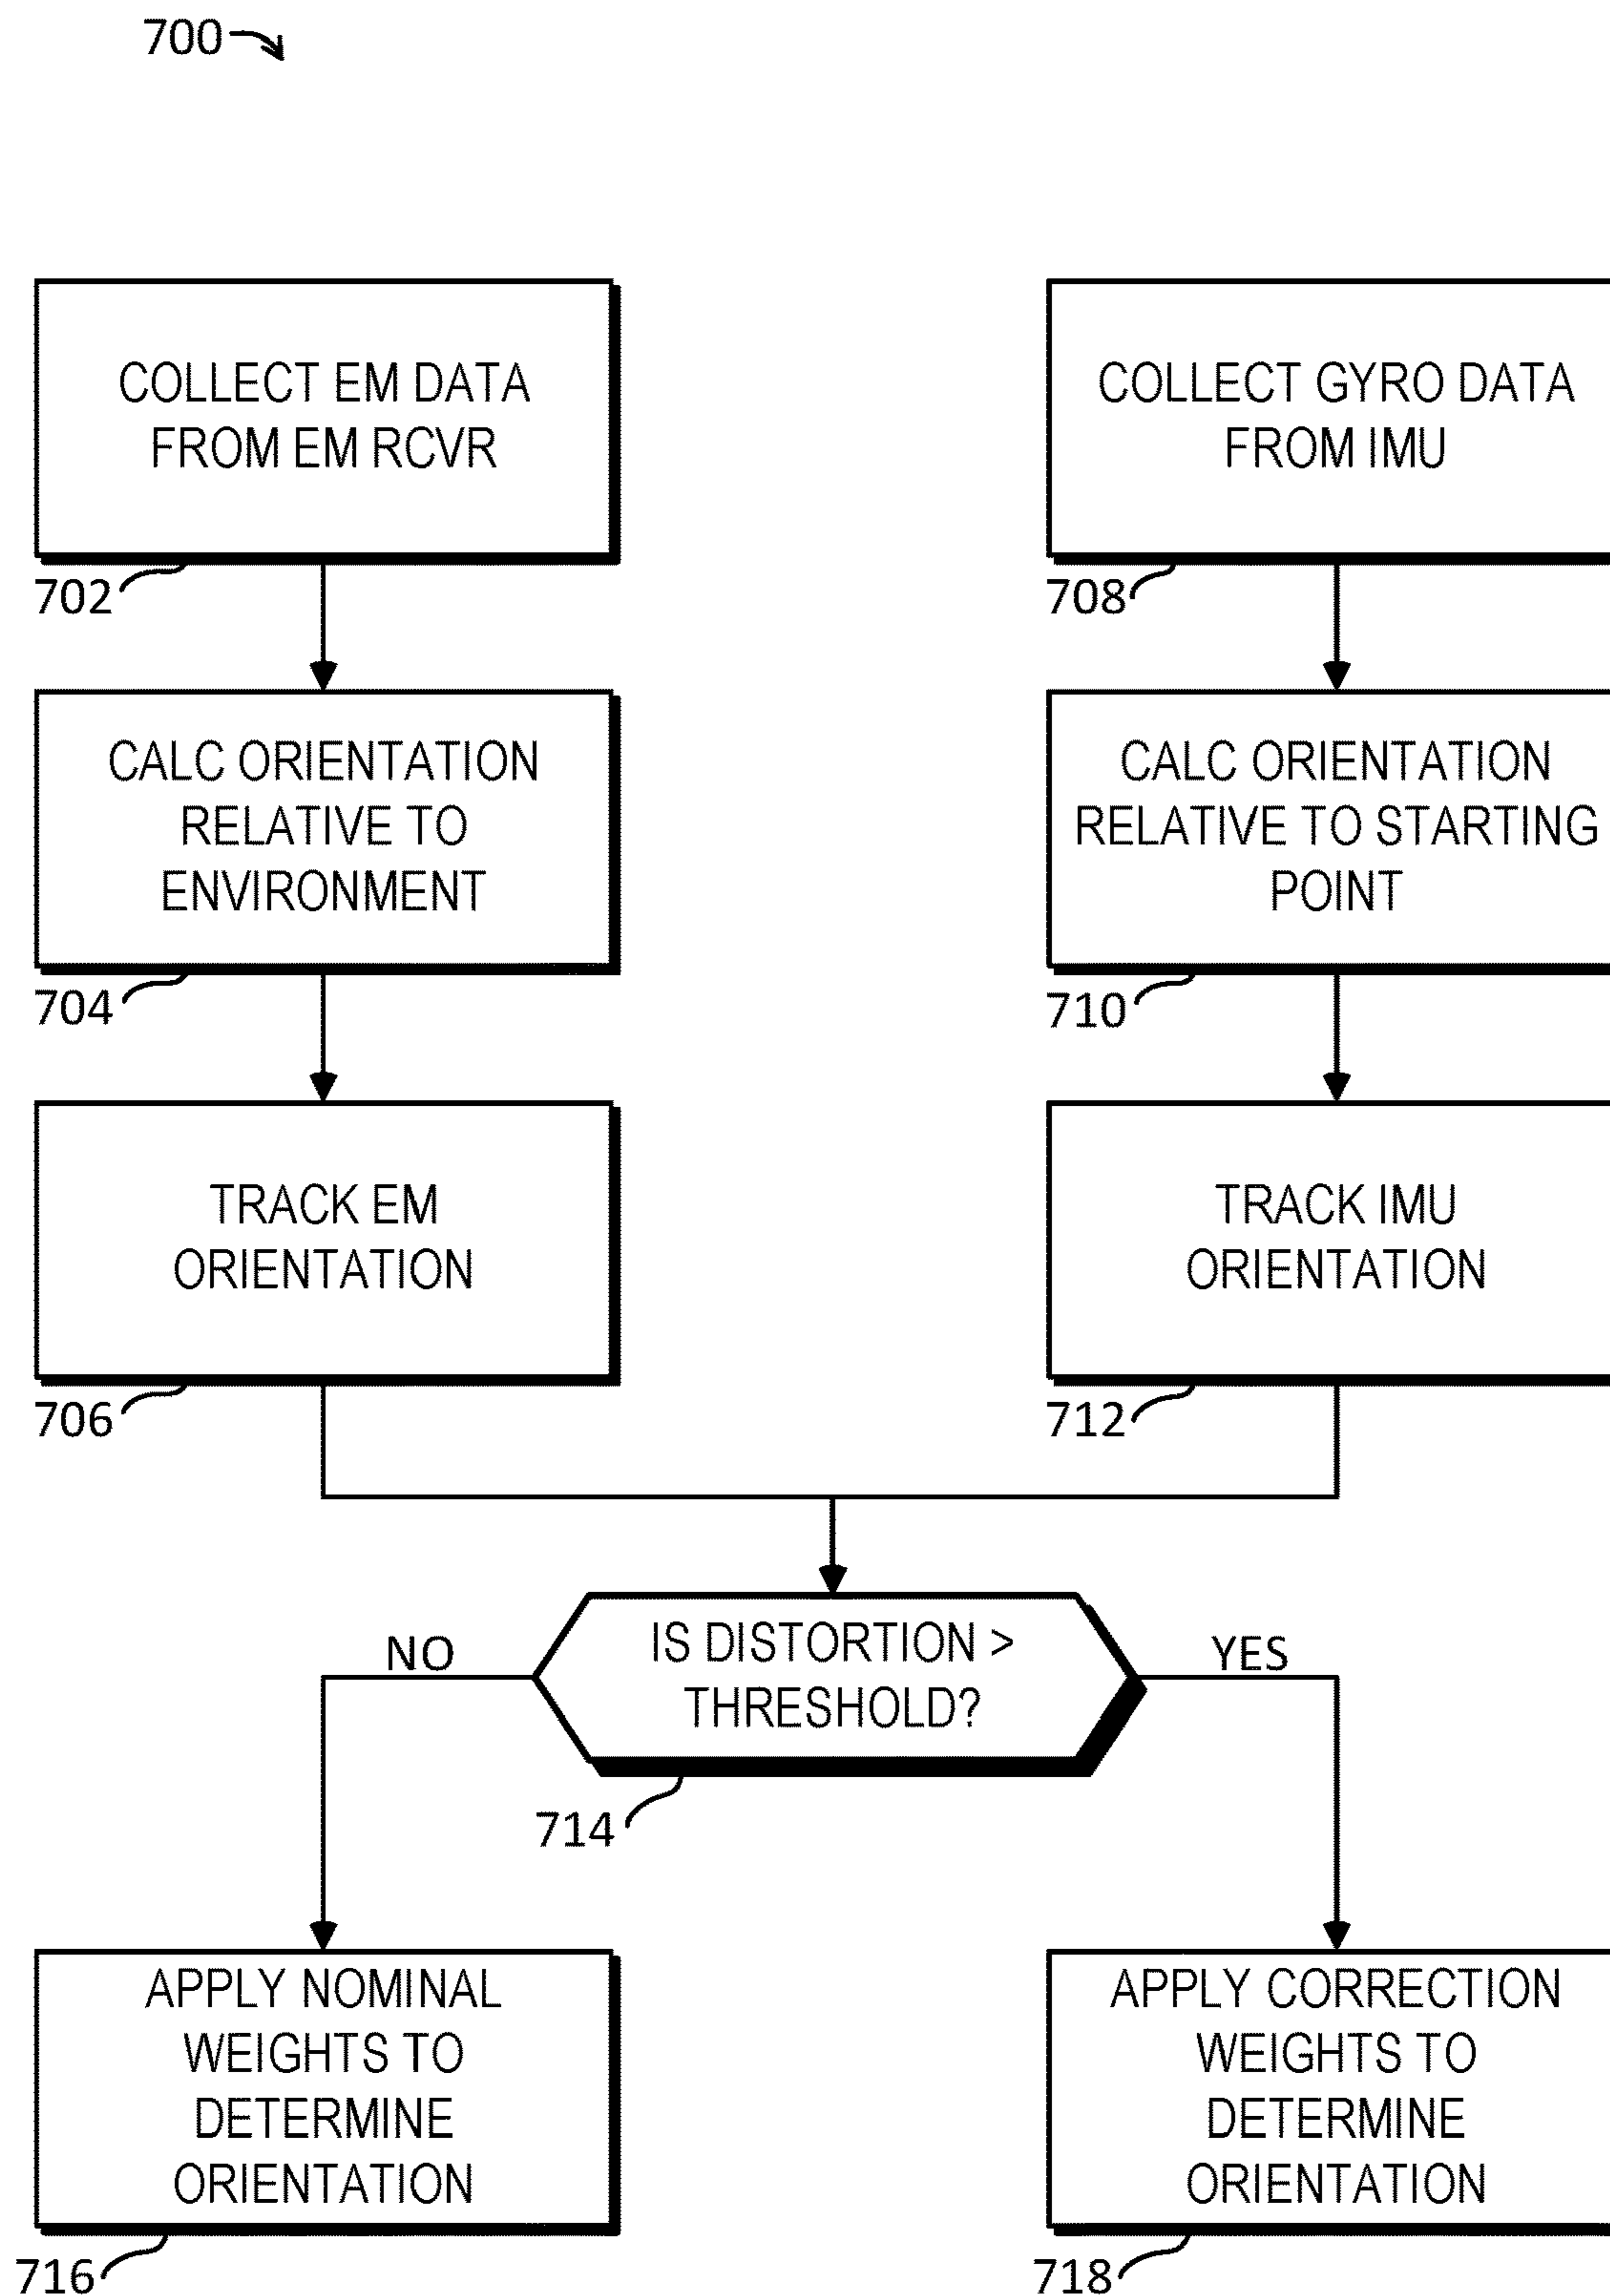 700
COLLECT EM DATA
FROM EM RCVR
702
COLLECT GYRO DATA
FROM IMU
708
CALC ORIENTATION
RELATIVE TO
ENVIRONMENT
704
CALC ORIENTATION
RELATIVE TO STARTING
POINT
710
TRACK EM
ORIENTATION
706
TRACK IMU
ORIENTATION
712
IS DISTORTION >
THRESHOLD?
NO
YES
714
APPLY NOMINAL
WEIGHTS TO
DETERMINE
ORIENTATION
716
APPLY CORRECTION
WEIGHTS TO
DETERMINE
ORIENTATION
718